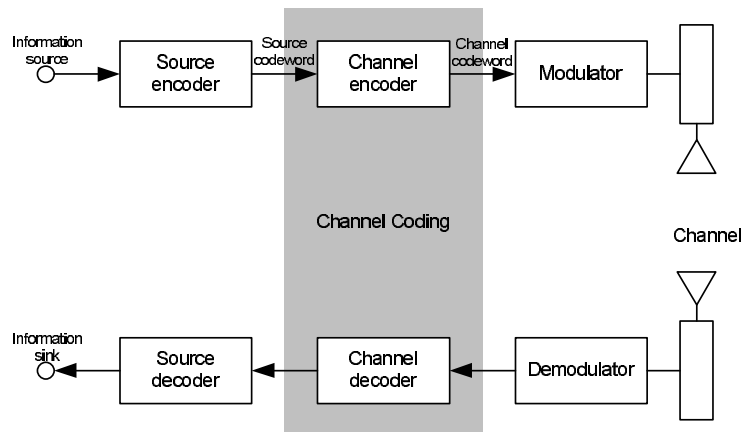 Information
source
Source
encoder
Source
codeword
Channel
encoder
Channel
codeword
Modulator
Channel Coding
Channel
Information
sink
Source
decoder
Channel
decoder
Demodulator